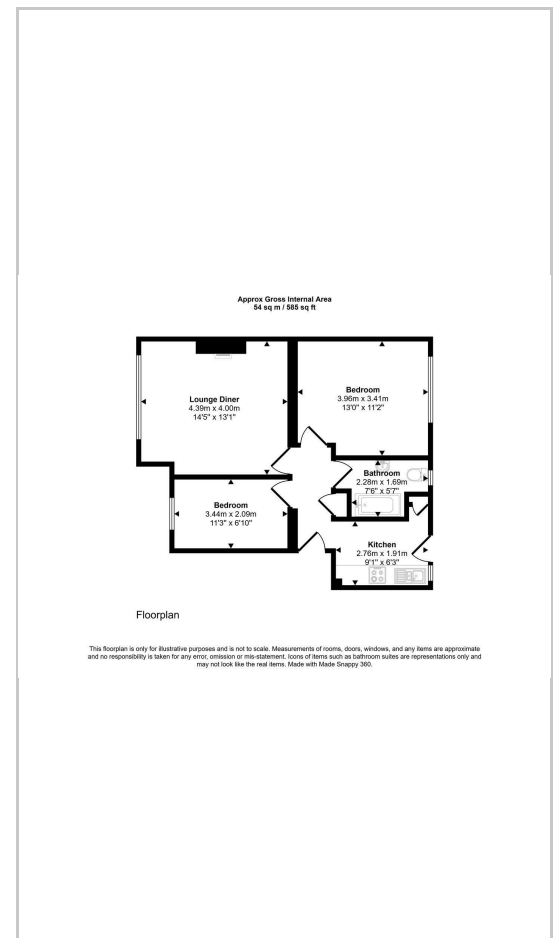 Approx Gross Internal Area
54 sq m / 585 sq ft
Lounge Diner
4.39m x 4.00m
14'5" x 13'1"
Bedroom
3.96m x 3.41m
13'0" x 11'2"
Bathroom
2.28m x 1.69m
7'6" x 5'7"
Bedroom
3.44m x 2.09m
11'3" x 6'10"
Kitchen
2.76m x 1.91m
9'1" x 6'3"
Floorplan
This floorplan is only for illustrative purposes and is not to scale. Measurements of rooms, doors, windows, and any items are approximate
and no responsibility is taken for any error, omission or mis-statement. Icons of items such as bathroom suites are representations only and
may not look like the real items. Made with Made Snappy 360.